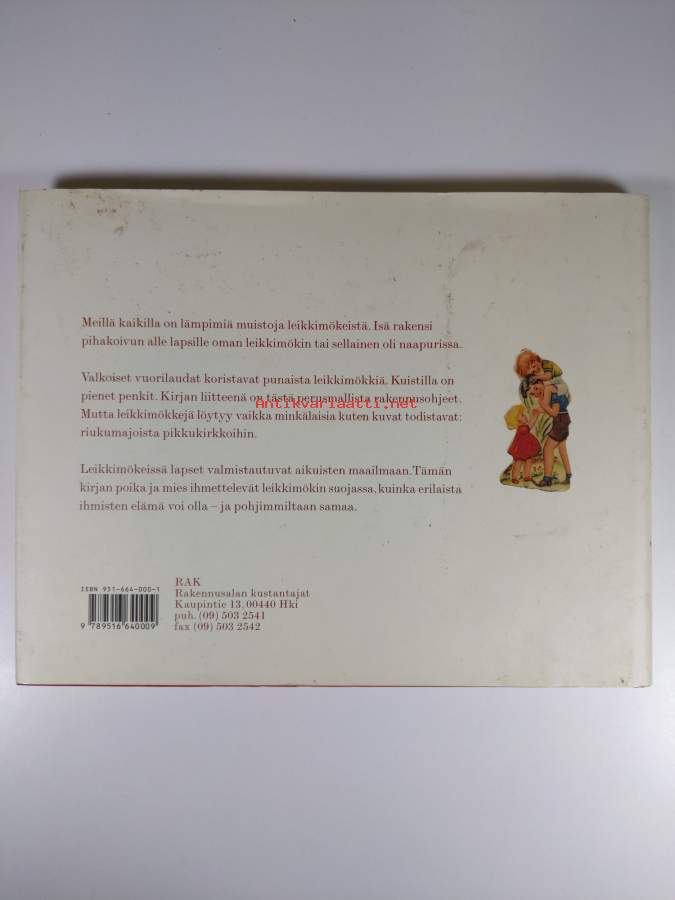 Meillä kaikilla on lämpimiä muistoja leikkimökeistä. Isä rakensi
pihakoivun alle lapsille oman leikkimökin tai sellainen oli naapurissa.
Valkoiset vuorilaudat koristavat punaista leikkimökkiä. Kuistilla on
pienet penkit. Kirjan liitteenä on tästä perusmallista rakennusohjeet.
Antikvariaatti.net
Mutta leikkimökkejä löytyy vaikka minkälaisia kuten kuvat todistavat:
riukumajoista pikkukirkkoihin.
Leikkimökeissä lapset valmistautuvat aikuisten maailmaan. Tämän
kirjan poika ja mies ihmettelevät leikkimökin suojassa, kuinka erilaista
ihmisten elämä voi olla – ja pohjimmiltaan samaa.
ISBN 951-664-000-1
9 789516 640009
RAK
Rakennusalan kustantajat
Kaupintie 13, 00440 Hki
puh. (09) 503 2541
fax (09) 503 2542